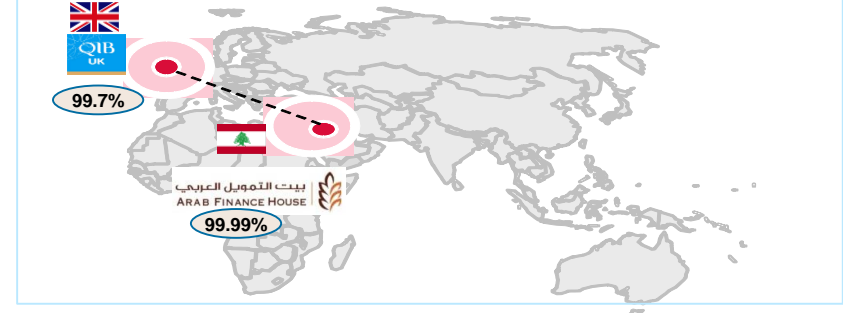 QIB
UK
99.7%
بيت التمويل العربي
ARAB FINANCE HOUSE
99.99%